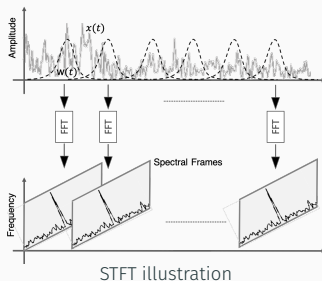 Amplitude
x(t)
w(t)
FFT
FFT
FFT
Spectral Frames
Frequency
STFT illustration